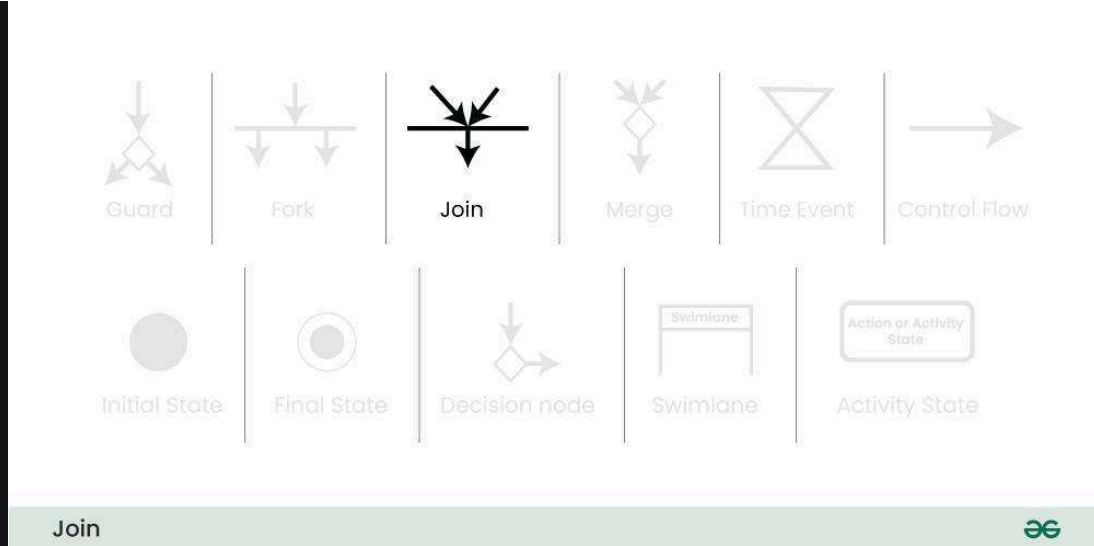 Guard
Fork
Join
Merge
Time Event
Control Flow
Swimlane
Action or Activity
State
Initial State
Final State
Decision node
Swimlane
Activity State
Join